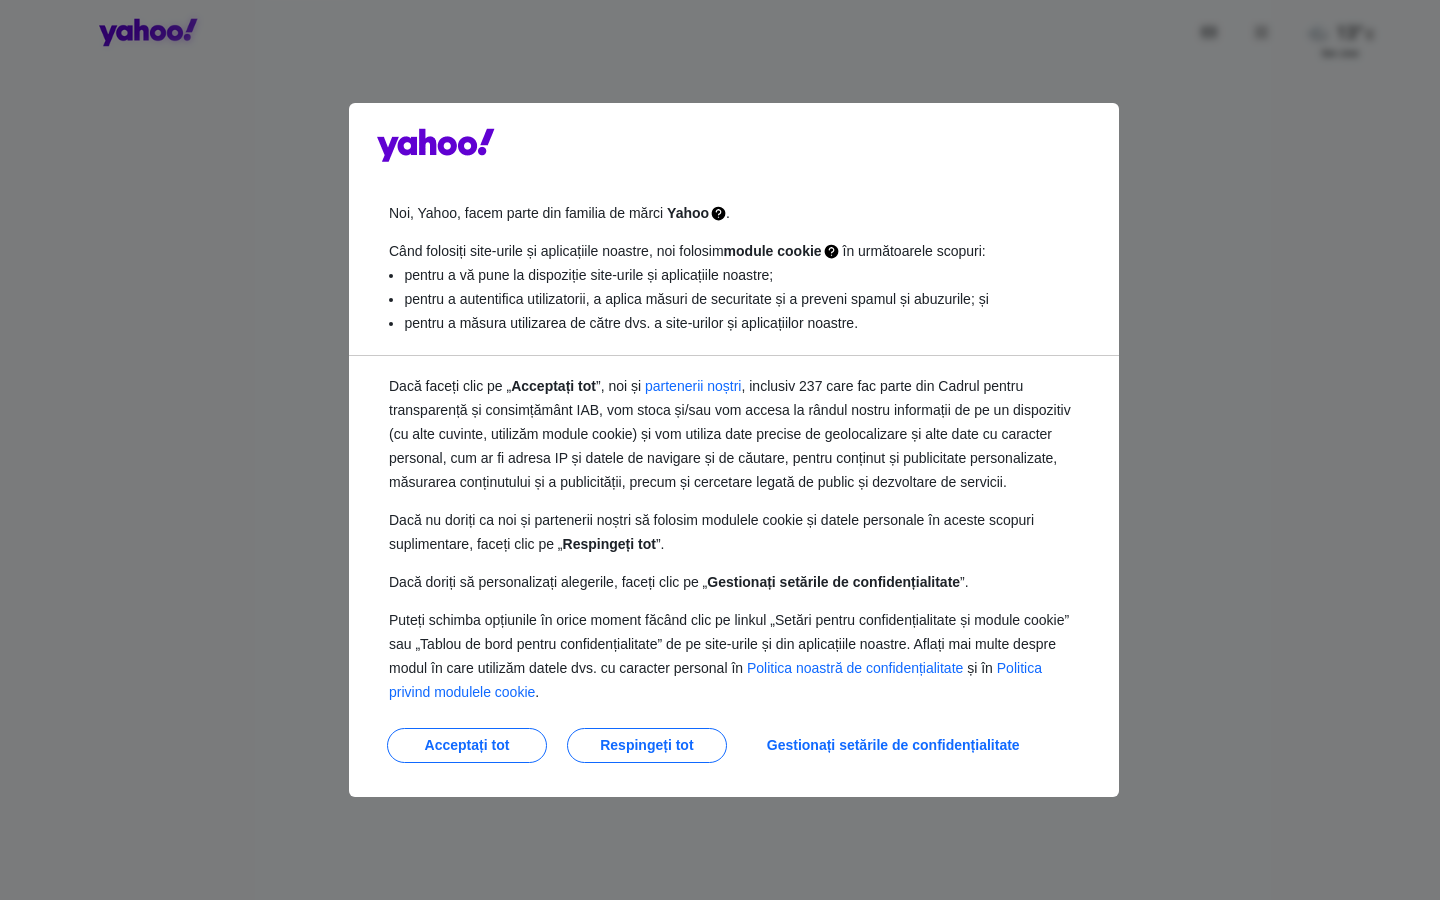 yahoo!
yahoo!
Noi, Yahoo, facem parte din familia de mărci Yahoo.
Când folosiți site-urile și aplicațiile noastre, noi folosimmodule cookie în următoarele scopuri:
• pentru a vă pune la dispoziție site-urile și aplicațiile noastre;
• pentru a autentifica utilizatorii, a aplica măsuri de securitate și a preveni spamul și abuzurile; și
• pentru a măsura utilizarea de către dvs. a site-urilor și aplicațiilor noastre.
Dacă faceți clic pe „Acceptați tot”, noi și partenerii noștri, inclusiv 237 care fac parte din Cadrul pentru
transparență și consimțământ IAB, vom stoca și/sau vom accesa la rândul nostru informații de pe un dispozitiv
(cu alte cuvinte, utilizăm module cookie) și vom utiliza date precise de geolocalizare și alte date cu caracter
personal, cum ar fi adresa IP și datele de navigare și de căutare, pentru conținut și publicitate personalizate,
măsurarea conținutului și a publicității, precum și cercetare legată de public și dezvoltare de servicii.
Dacă nu doriți ca noi și partenerii noștri să folosim modulele cookie și datele personale în aceste scopuri
suplimentare, faceți clic pe „Respingeți tot”.
Dacă doriți să personalizați alegerile, faceți clic pe „Gestionați setările de confidențialitate”.
Puteți schimba opțiunile în orice moment făcând clic pe linkul „Setări pentru confidențialitate și module cookie”
sau „Tablou de bord pentru confidențialitate” de pe site-urile și din aplicațiile noastre. Aflați mai multe despre
modul în care utilizăm datele dvs. cu caracter personal în Politica noastră de confidențialitate și în Politica
privind modulele cookie.
Acceptați tot Respingeți tot Gestionați setările de confidențialitate